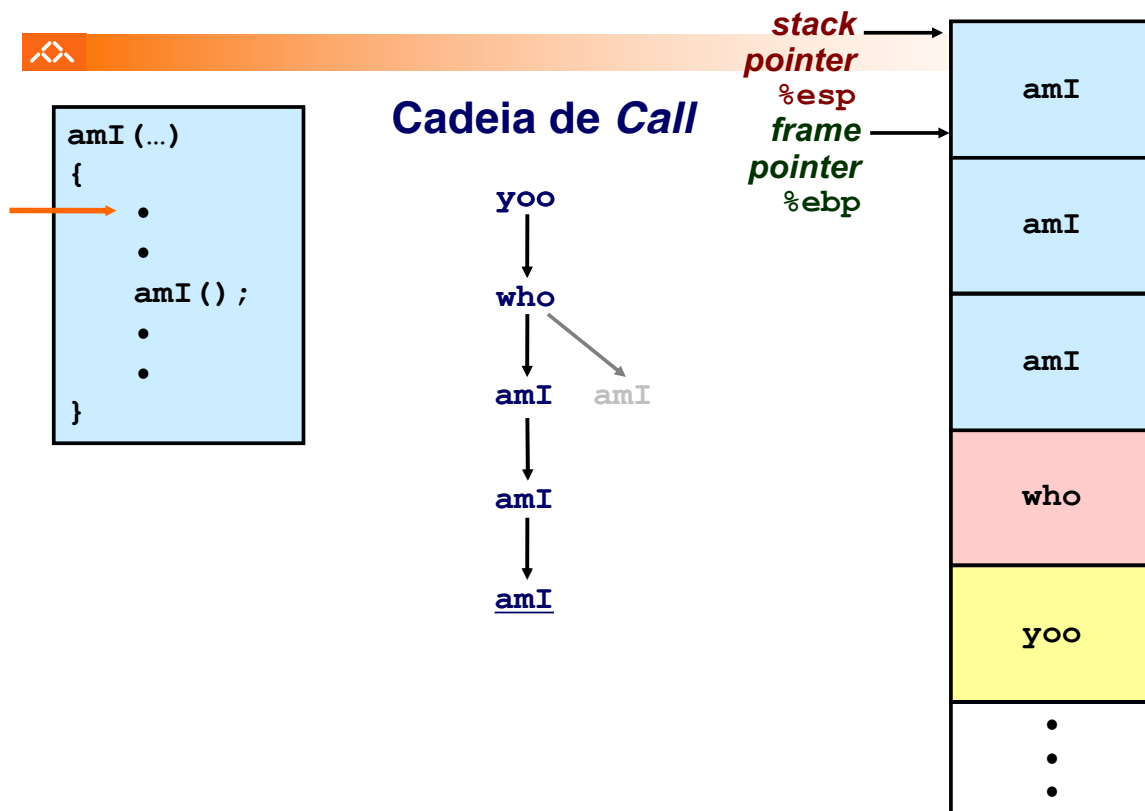 Cadeia de Call
amI(…)
{
•
•
amI();
•
•
}
yoo
who
amI amI
amI
amI
stack
pointer
%esp
frame
pointer
%ebp
amI
amI
amI
who
yoo
•
•
•